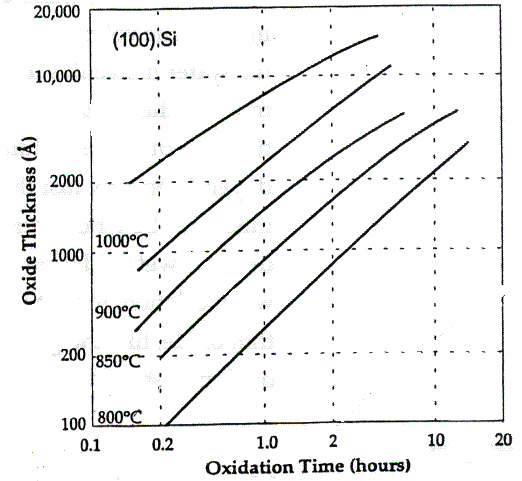 20,000
(100) Si
10,000
2000
1000
200
100
Oxide Thickness (Å)
1000°C
900°C
850°C
800°C
0.1 0.2 1.0 2 10 20
Oxidation Time (hours)